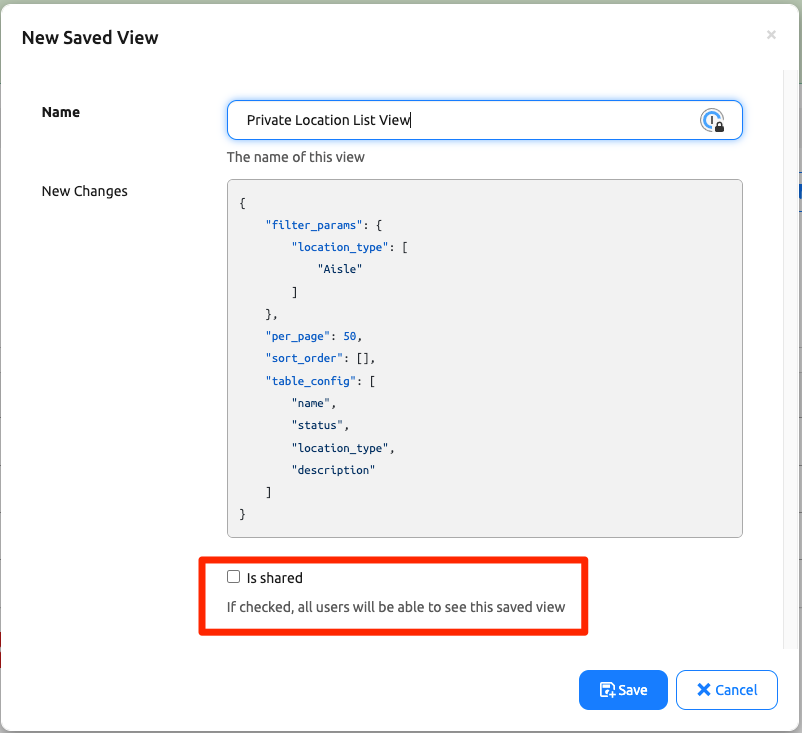 New Saved View
×
Name
Private Location List View
The name of this view
New Changes
{
    "filter_params": {
        "location_type": [
            "Aisle"
        ]
    },
    "per_page": 50,
    "sort_order": [],
    "table_config": [
        "name",
        "status",
        "location_type",
        "description"
    ]
}
Is shared
If checked, all users will be able to see this saved view
Save
Cancel